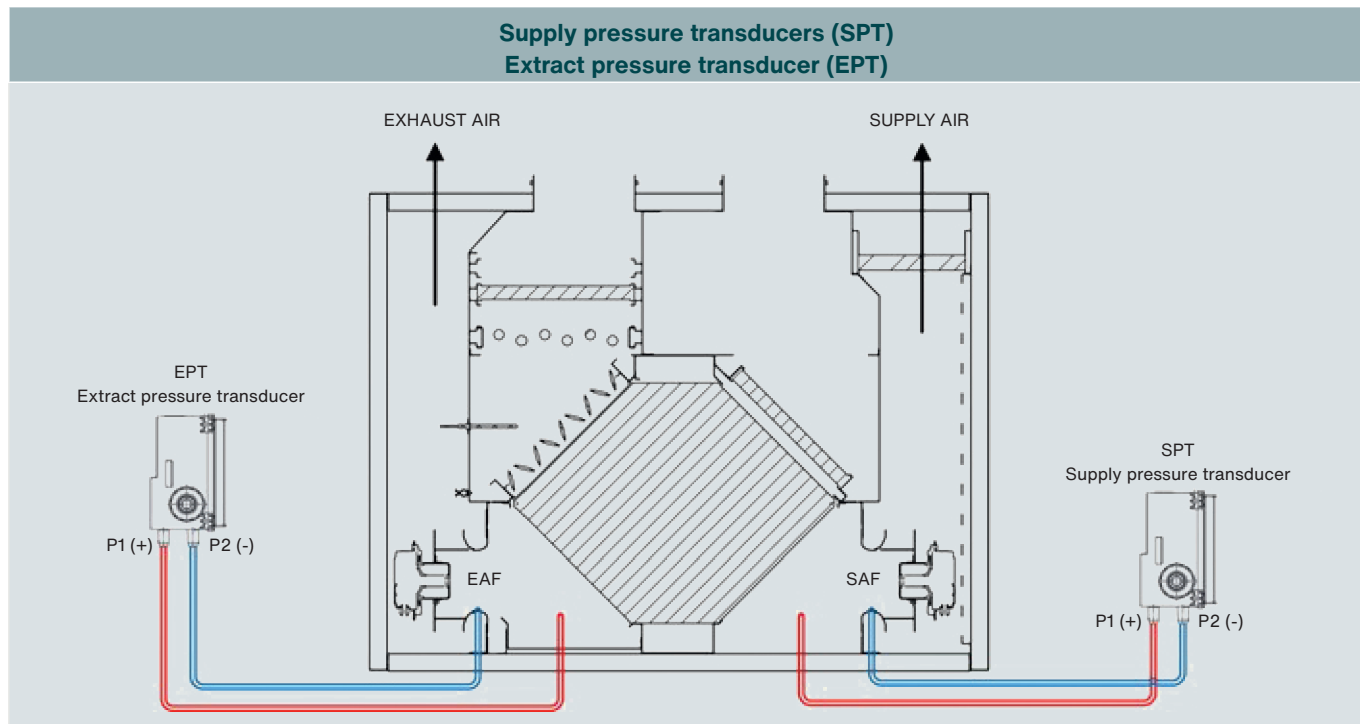 Supply pressure transducers (SPT)
Extract pressure transducer (EPT)
EXHAUST AIR
SUPPLY AIR
EPT
Extract pressure transducer
P1 (+)
P2 (-)
EAF
SAF
SPT
Supply pressure transducer
P1 (+)
P2 (-)